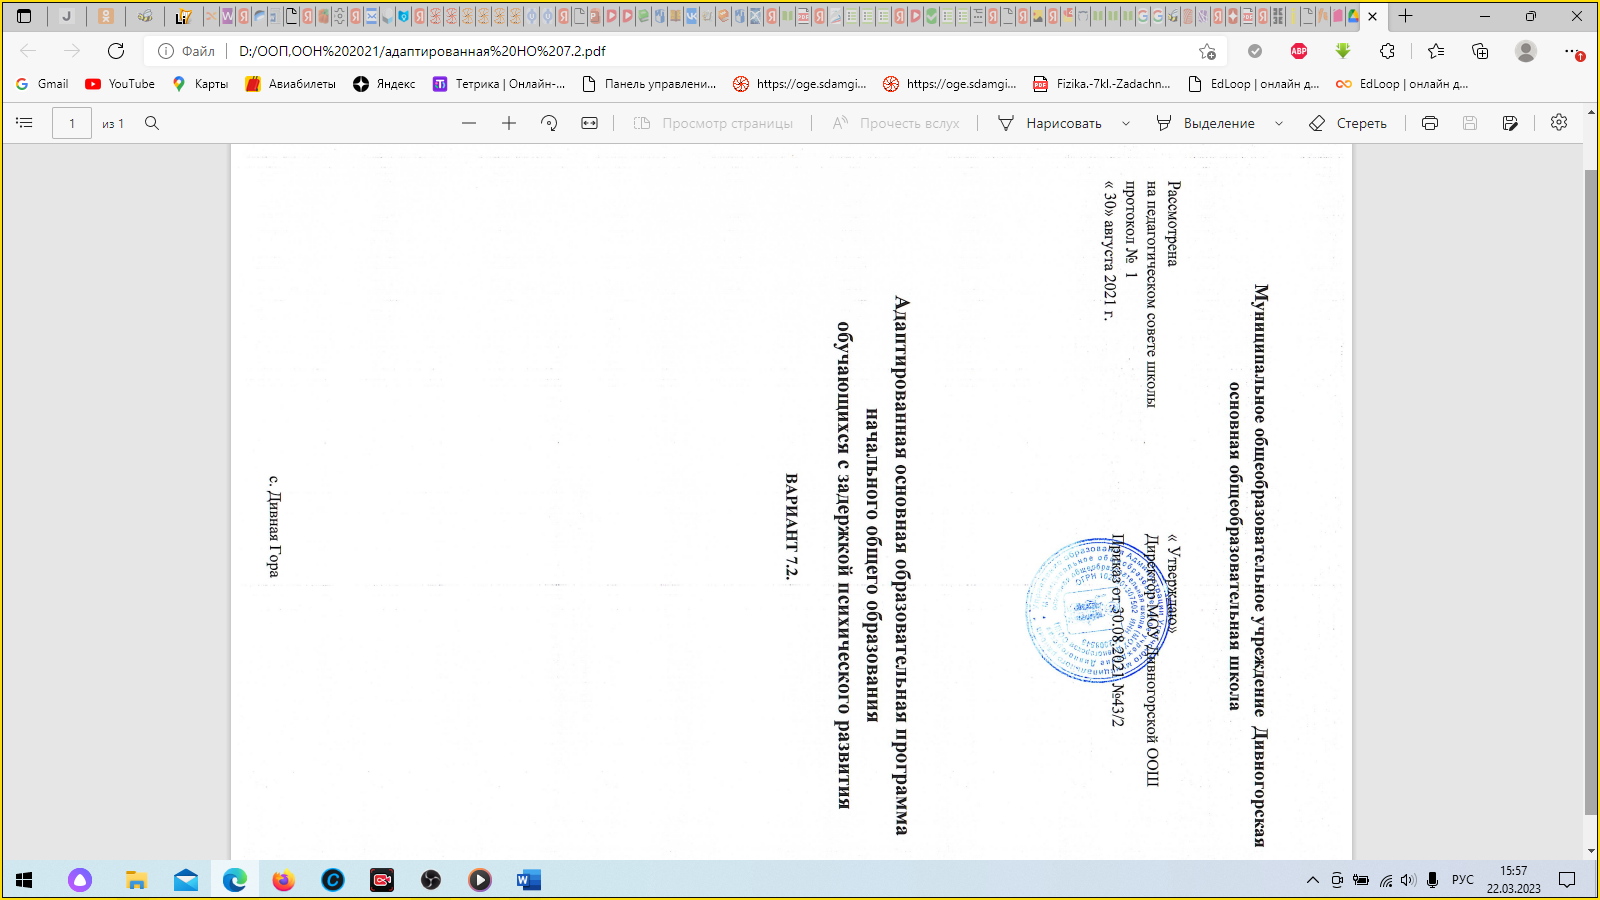 Файл
D:/ООП,ООН%202021/адаптированная%20НО%207.2.pdf
Gmail
YouTube
Карты
Авиабилеты
Яндекс
Тетрика | Онлайн-...
Панель управлени...
https://oge.sdamgi...
https://oge.sdamgi...
Fizika.-7kl.-Zadachn...
EdLoop | онлайн д...
EdLoop | онлайн д...
1
из 1
Просмотр страницы
Прочесть вслух
Нарисовать
Выделение
Стереть
Муниципальное общеобразовательное учреждение Дивногорская
основная общеобразовательная школа
Рассмотрена
на педагогическом совете школы
протокол № 1
« 30» августа 2021 г.
« Утверждаю»
Директор МОУ Дивногорской ООШ
Приказ от 30.08.2021 №43/2
Адаптированная основная образовательная программа
начального общего образования
обучающихся с задержкой психического развития
ВАРИАНТ 7.2.
с. Дивная Гора
РУС
15:57
22.03.2023